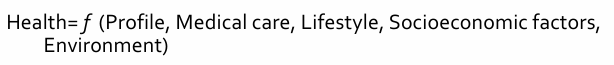 Health= f (Profile, Medical care, Lifestyle, Socioeconomic factors,
Environment)